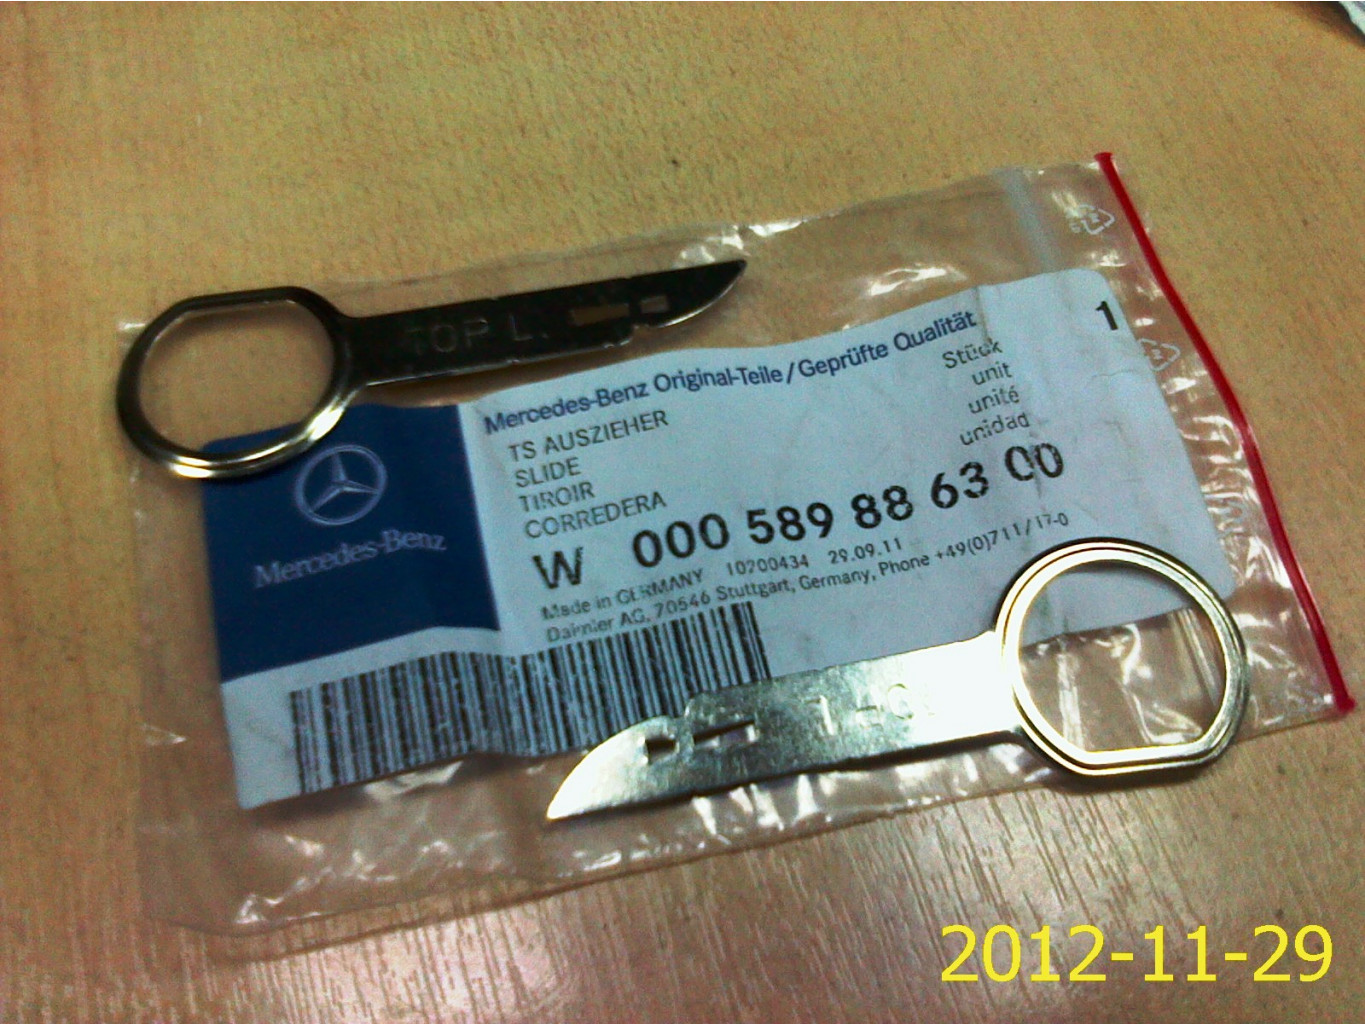 TOP L.
Mercedes-Benz Original-Teile/Geprüfte Qualität
TS AUSZIEHER
SLIDE
TIROIR
CORREDERA
Stück
unit
unité
unidad
1
W 000 589 88 63 00
Made in GERMANY 10200434 29.09.11
Daimler AG, 70546 Stuttgart, Germany, Phone +49(0)711/17-0
Mercedes-Benz
2012-11-29